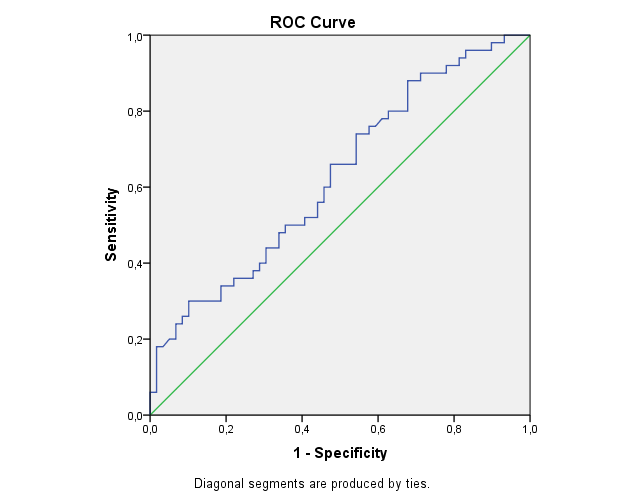 ROC Curve
1,0
0,8
0,6
0,4
0,2
0,0
Sensitivity
0,0 0,2 0,4 0,6 0,8 1,0
1 - Specificity
Diagonal segments are produced by ties.